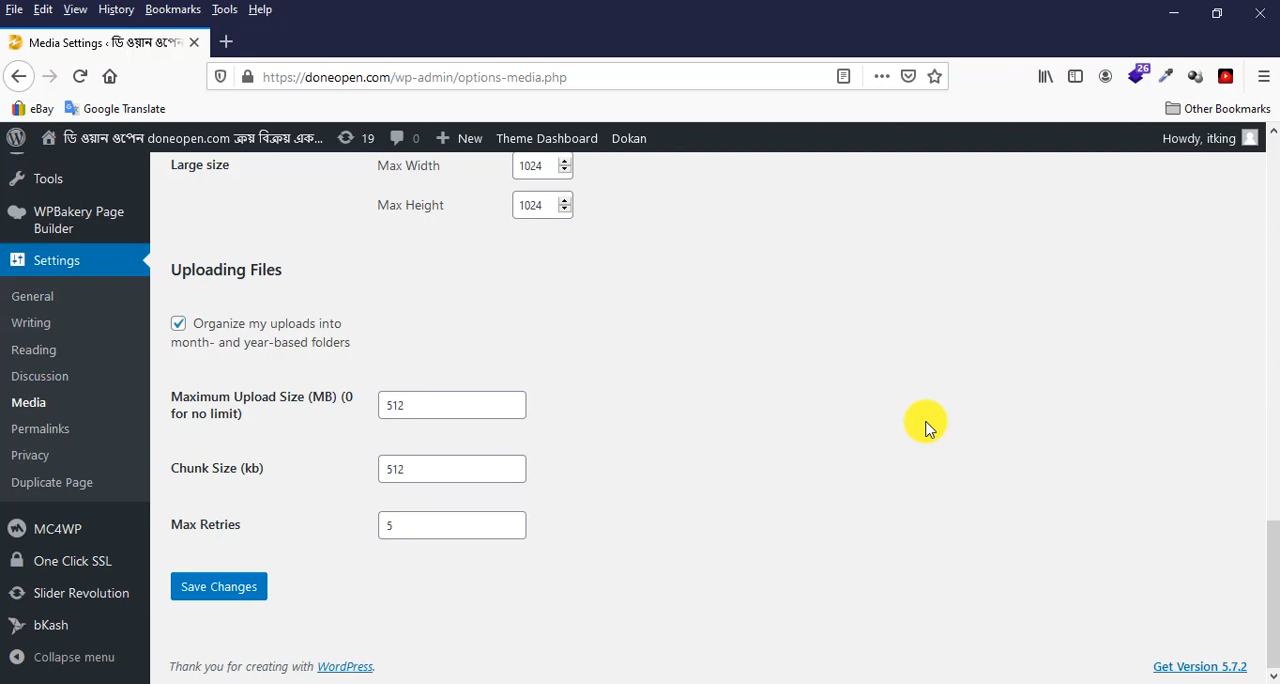 File Edit View History Bookmarks Tools Help
Media Settings ‹ ডি ওয়ান ওপেন
https://doneopen.com/wp-admin/options-media.php
26
eBay Google Translate Other Bookmarks
ডি ওয়ান ওপেন doneopen.com ক্রয় বিক্রয় এক... 19 0 New Theme Dashboard Dokan Howdy, itking
Tools
WPBakery Page
Builder
Settings
General
Writing
Reading
Discussion
Media
Permalinks
Privacy
Duplicate Page
MC4WP
One Click SSL
Slider Revolution
bKash
Collapse menu
Large size Max Width 1024
Max Height 1024
Uploading Files
Organize my uploads into
month- and year-based folders
Maximum Upload Size (MB) (0
for no limit) 512
Chunk Size (kb) 512
Max Retries 5
Save Changes
Thank you for creating with WordPress. Get Version 5.7.2